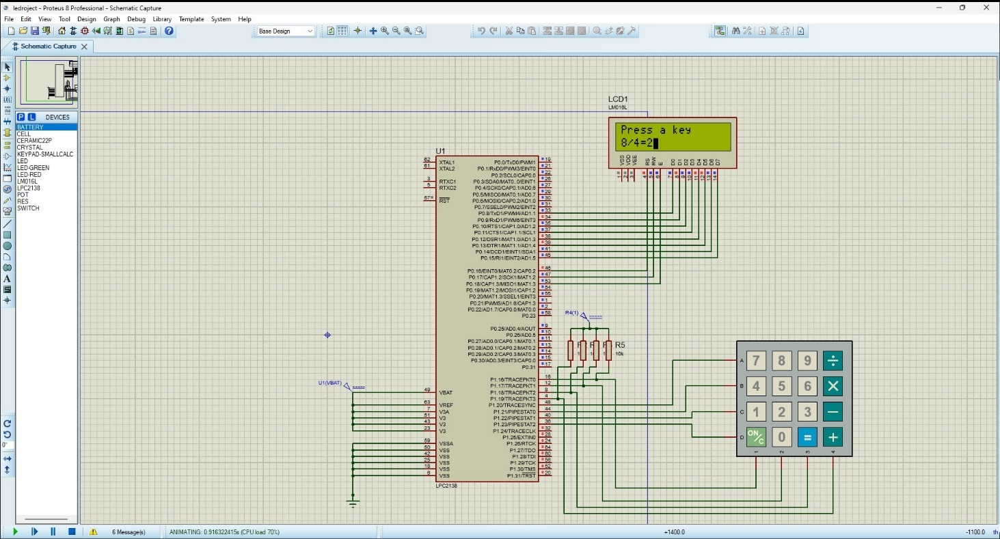 ledroject - Proteus 8 Professional - Schematic Capture
File Edit View Tool Design Graph Debug Library Template System Help
Base Design
Schematic Capture
P L DEVICES
BATTERY
CELL
CERAMIC22P
CRYSTAL
KEYPAD-SMALLCALC
LED
LED-GREEN
LED-RED
LM016L
LPC2138
POT
RES
SWITCH
LBL
A
0°
LCD1
LM016L
Press a key
8/4=2
VSS VDD VEE RS RW E D0 D1 D2 D3 D4 D5 D6 D7
1 2 3 4 5 6 7 8 9 10 11 12 13 14
U1
62 XTAL1 P0.0/TxD0/PWM1 19
61 XTAL2 P0.1/RxD0/PWM3/EINT0 21
P0.2/SCL0/CAP0.0 22
3 RTXC1 P0.3/SDA0/MAT0.0/EINT1 26
5 RTXC2 P0.4/SCK0/CAP0.1/AD0.6 27
P0.5/MISO0/MAT0.1/AD0.7 29
57 RST P0.6/MOSI0/CAP0.2/AD1.0 30
P0.7/SSEL0/PWM2/EINT2 31
P0.8/TxD1/PWM4/AD1.1 33
P0.9/RxD1/PWM6/EINT3 34
P0.10/RTS1/CAP1.0/AD1.2 35
P0.11/CTS1/CAP1.1/SCL1 37
P0.12/DSR1/MAT1.0/AD1.3 38
P0.13/DTR1/MAT1.1/AD1.4 39
P0.14/DCD1/EINT1/SDA1 41
P0.15/RI1/EINT2/AD1.5 45
P0.16/EINT0/MAT0.2/CAP0.2 46
P0.17/CAP1.2/SCK1/MAT1.2 47
P0.18/CAP1.3/MISO1/MAT1.3 53
P0.19/MAT1.2/MOSI1/CAP1.2 54
P0.20/MAT1.3/SSEL1/EINT3 55
P0.21/PWM5/AD1.6/CAP1.3 1
P0.22/AD1.7/CAP0.0/MAT0.0 2
P0.23 58
P0.25/AD0.4/AOUT 9
P0.26/AD0.5 10
P0.27/AD0.0/CAP0.1/MAT0.1 11
P0.28/AD0.1/CAP0.2/MAT0.2 13
P0.29/AD0.2/CAP0.3/MAT0.3 14
P0.30/AD0.3/EINT3/CAP0.0 15
P0.31 17
P1.16/TRACEPKT0 16
P1.17/TRACEPKT1 12
49 VBAT P1.18/TRACEPKT2 8
P1.19/TRACEPKT3 4
63 VREF P1.20/TRACESYNC 48
7 V3A P1.21/PIPESTAT0 44
51 V3 P1.22/PIPESTAT1 40
43 V3 P1.23/PIPESTAT2 36
23 V3 P1.24/TRACECLK 32
P1.25/EXTIN0 28
59 VSSA P1.26/RTCK 24
50 VSS P1.27/TDO 64
42 VSS P1.28/TDI 60
25 VSS P1.29/TCK 56
18 VSS P1.30/TMS 52
6 VSS P1.31/TRST 20
LPC2138
U1(VBAT)
R4(1)
R5
10k
A 7 8 9 ÷
B 4 5 6 ×
C 1 2 3 −
D ON/C 0 = +
1 2 3 4
6 Message(s) ANIMATING: 0.916322415s (CPU load 70%) +1400.0 -1100.0 th